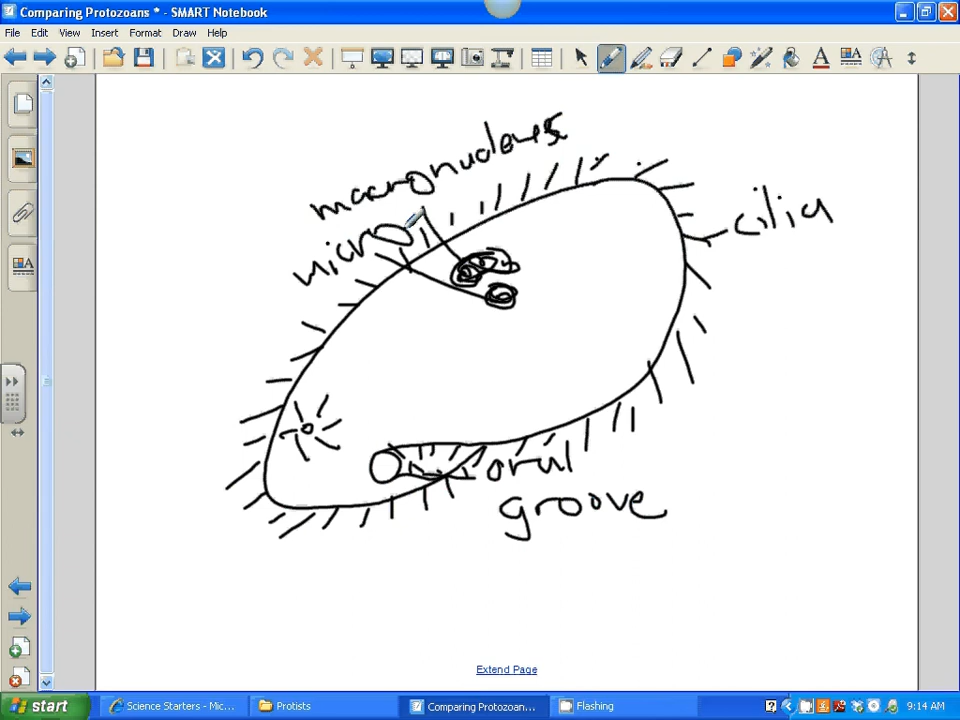 Comparing Protozoans * - SMART Notebook
File Edit View Insert Format Draw Help
macronucleus
micro
cilia
oral
groove
Extend Page
start
Science Starters - Mic...
Protists
Comparing Protozoan...
Flashing
9:14 AM